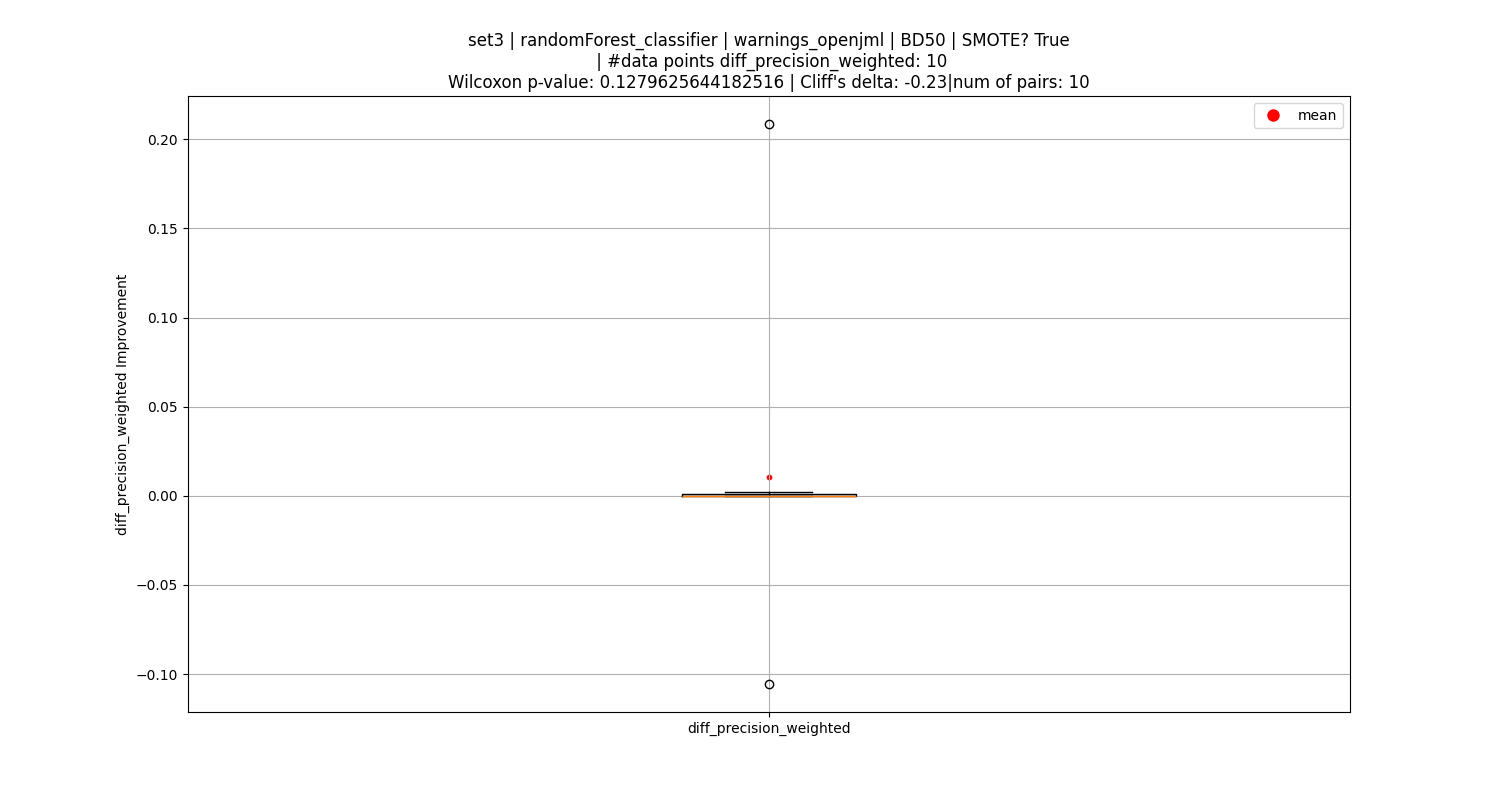 set3 | randomForest_classifier | warnings_openjml | BD50 | SMOTE? True
| #data points diff_precision_weighted: 10
Wilcoxon p-value: 0.1279625644182516 | Cliff's delta: -0.23|num of pairs: 10
mean
0.20
0.15
0.10
0.05
0.00
−0.05
−0.10
diff_precision_weighted Improvement
diff_precision_weighted